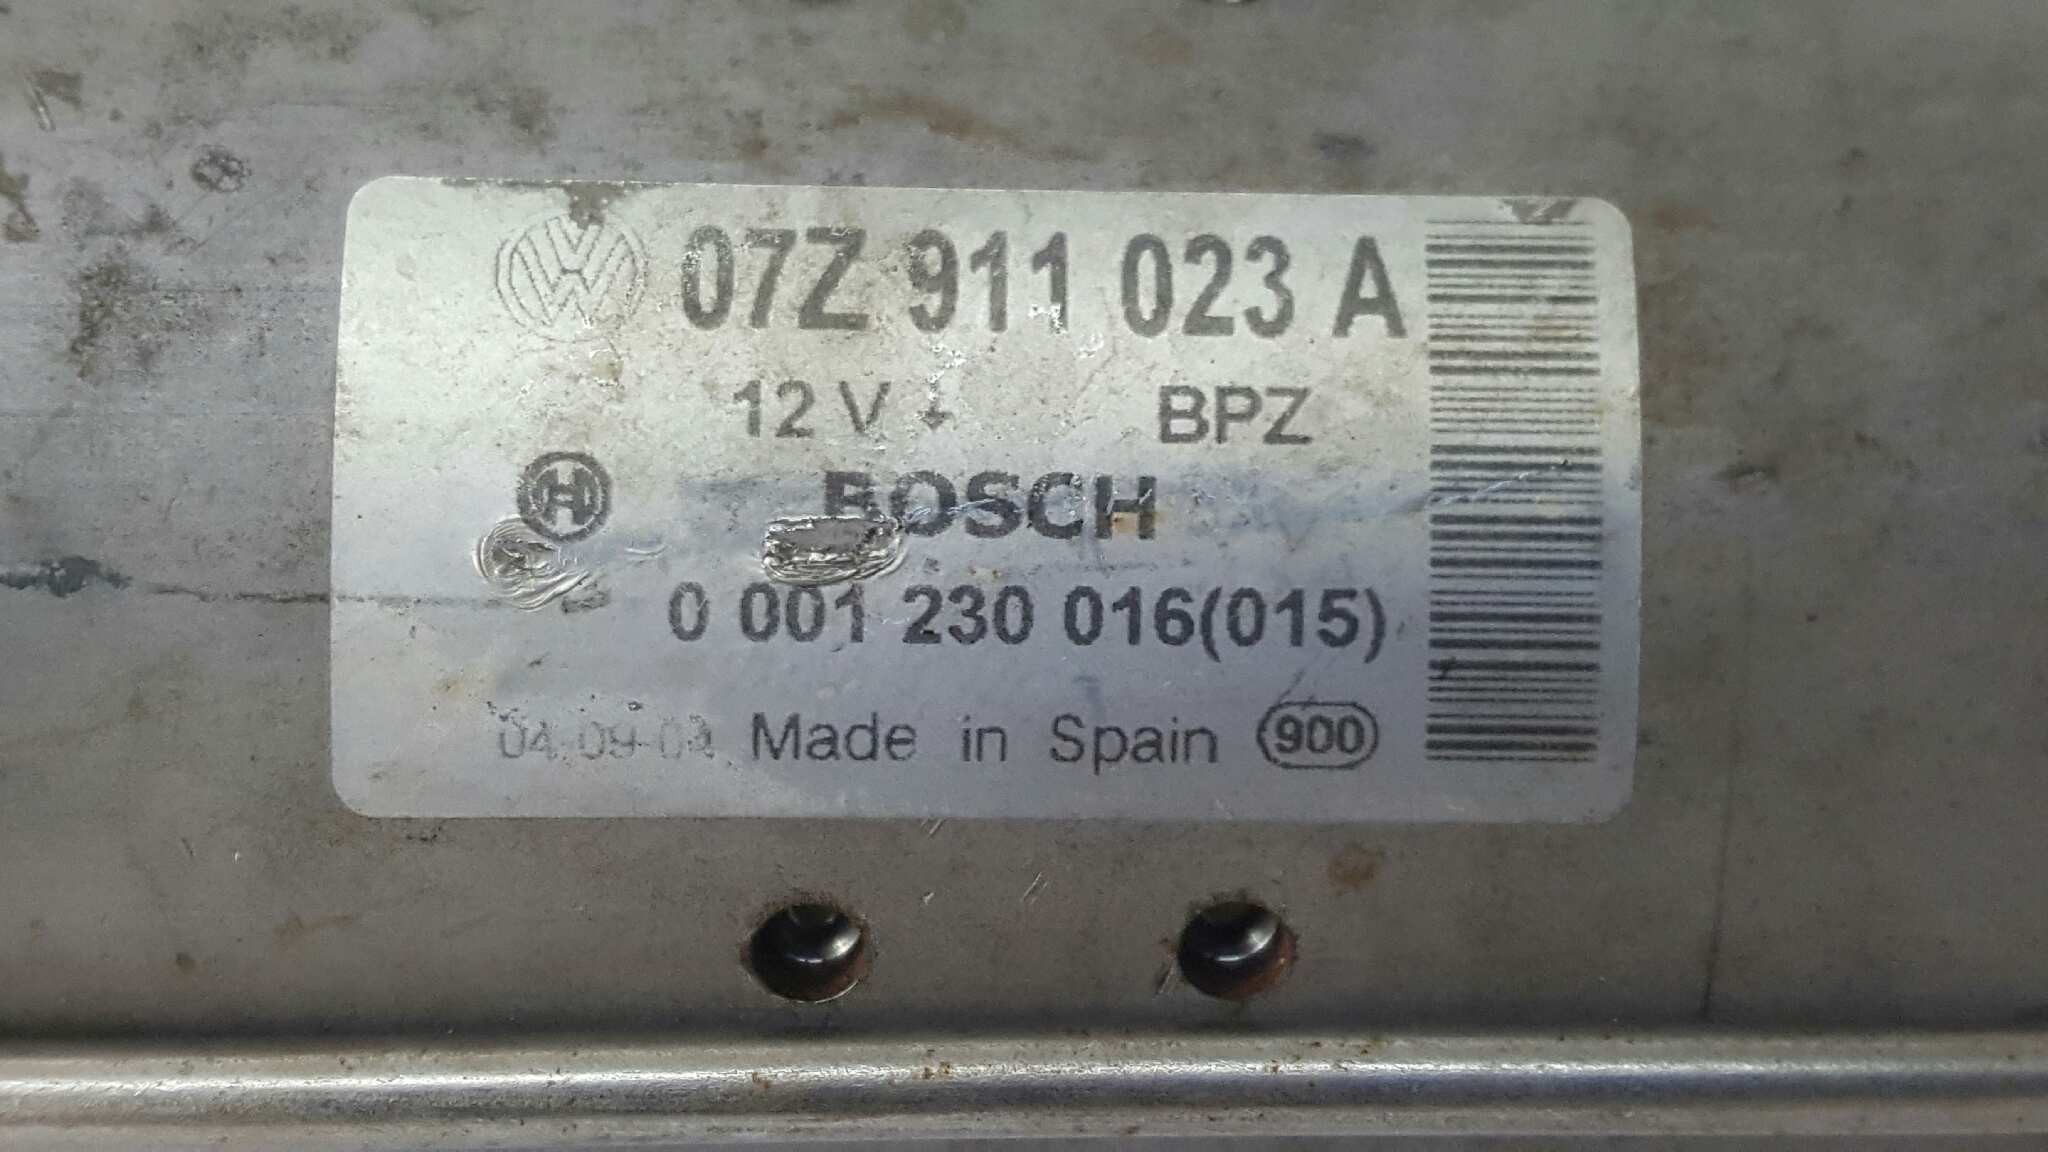 07Z 911 023 A
12 V BPZ
BOSCH
0 001 230 016(015)
Made in Spain 900